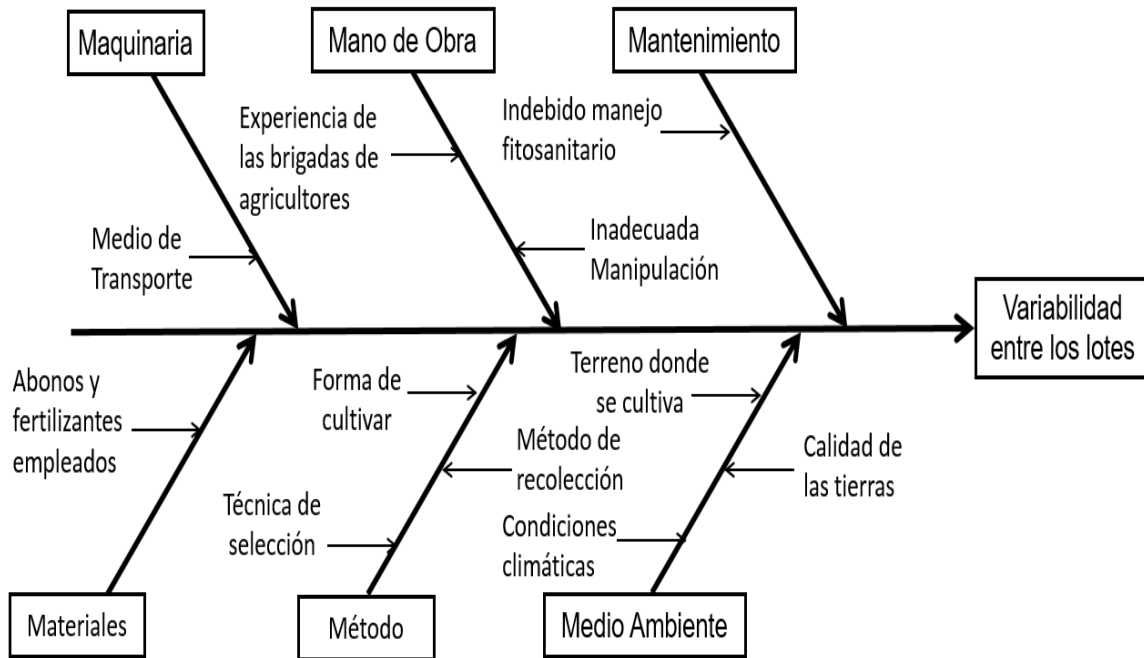 Maquinaria
Mano de Obra
Mantenimiento
Experiencia de
las brigadas de
agricultores
Indebido manejo
fitosanitario
Medio de
Transporte
Inadecuada
Manipulación
Variabilidad
entre los lotes
Abonos y
fertilizantes
empleados
Forma de
cultivar
Terreno donde
se cultiva
Método de
recolección
Calidad de
las tierras
Técnica de
selección
Condiciones
climáticas
Materiales
Método
Medio Ambiente